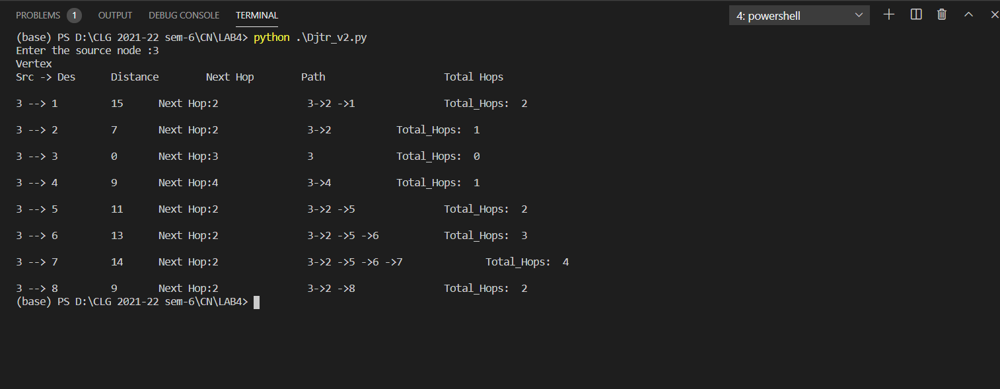 PROBLEMS 1 OUTPUT DEBUG CONSOLE TERMINAL 4: powershell
(base) PS D:\CLG 2021-22 sem-6\CN\LAB4> python .\Djtr_v2.py
Enter the source node :3
Vertex
Src -> Des Distance Next Hop Path Total Hops
3 --> 1 15 Next Hop:2 3->2 ->1 Total_Hops: 2
3 --> 2 7 Next Hop:2 3->2 Total_Hops: 1
3 --> 3 0 Next Hop:3 3 Total_Hops: 0
3 --> 4 9 Next Hop:4 3->4 Total_Hops: 1
3 --> 5 11 Next Hop:2 3->2 ->5 Total_Hops: 2
3 --> 6 13 Next Hop:2 3->2 ->5 ->6 Total_Hops: 3
3 --> 7 14 Next Hop:2 3->2 ->5 ->6 ->7 Total_Hops: 4
3 --> 8 9 Next Hop:2 3->2 ->8 Total_Hops: 2
(base) PS D:\CLG 2021-22 sem-6\CN\LAB4>